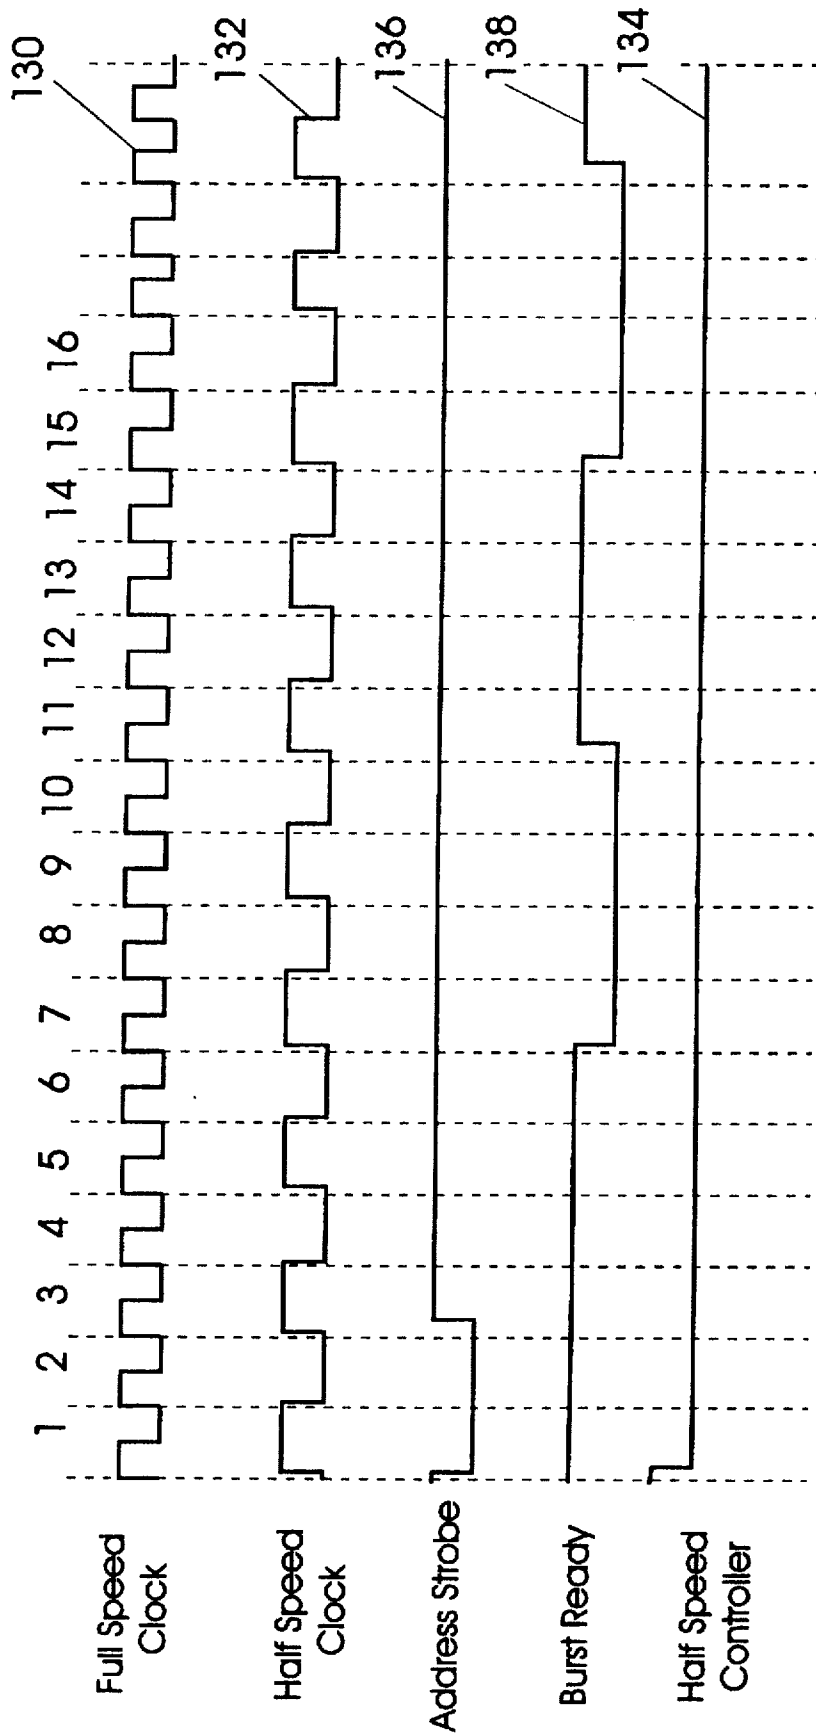 1 2 3 4 5 6 7 8 9 10 11 12 13 14 15 16
Full Speed
Clock
130
Half Speed
Clock
132
Address Strobe
136
Burst Ready
138
Half Speed
Controller
134